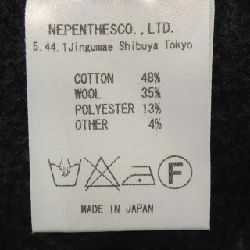 NEPENTHESCO.,LTD.
5.44.1Jingumae Shibuya Tokyo
COTTON 48%
WOOL 35%
POLYESTER 13%
OTHER 4%
F
MADE IN JAPAN